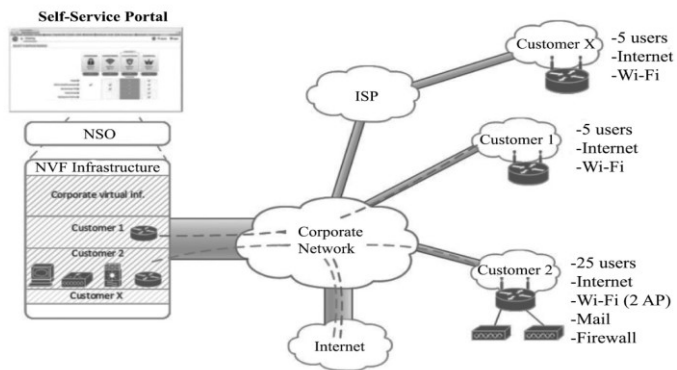 Self-Service Portal
NSO
NVF Infrastructure
Corporate virtual Inf.
Customer 1
Customer 2
Customer X
ISP
Customer X
-5 users
-Internet
-Wi-Fi
Customer 1
-5 users
-Internet
-Wi-Fi
Corporate
Network
Customer 2
-25 users
-Internet
-Wi-Fi (2 AP)
-Mail
-Firewall
Internet